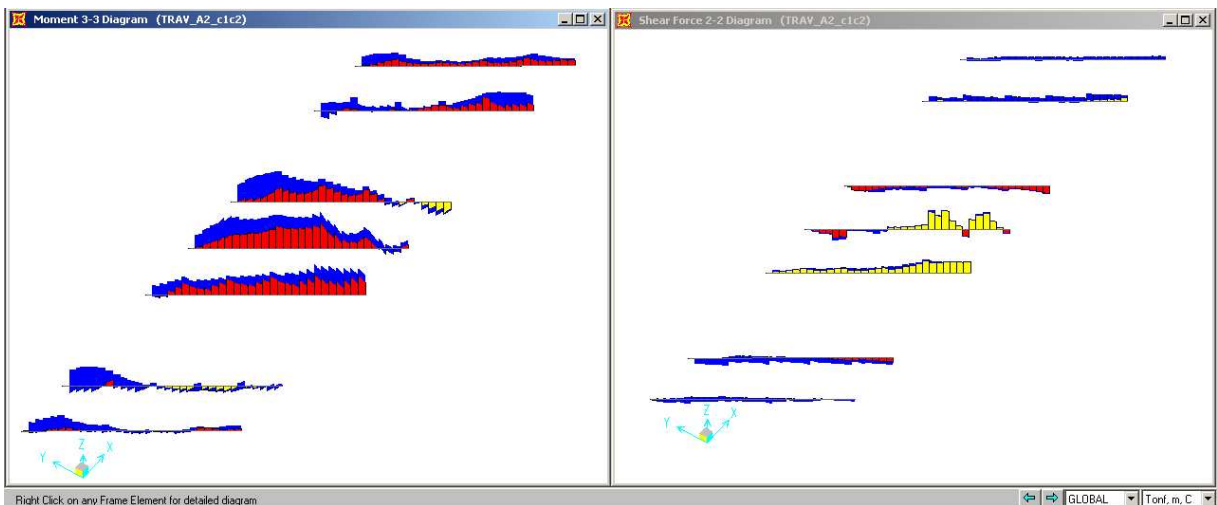 Moment 3-3 Diagram (TRAV_A2_c1c2)
Shear Force 2-2 Diagram (TRAV_A2_c1c2)
Y Z X
Y Z X
Right Click on any Frame Element for detailed diagram
GLOBAL
Tonf, m, C